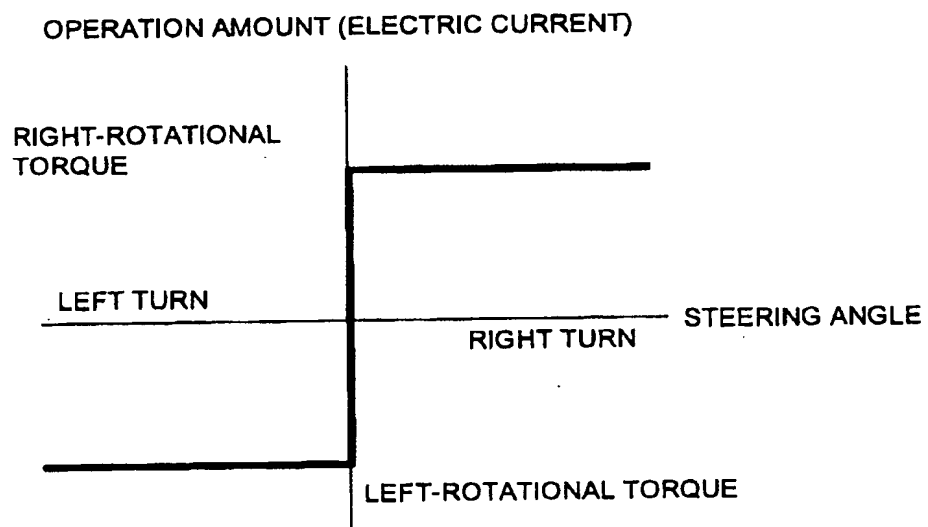 OPERATION AMOUNT (ELECTRIC CURRENT)
RIGHT-ROTATIONAL
TORQUE
LEFT TURN
STEERING ANGLE
RIGHT TURN
LEFT-ROTATIONAL TORQUE